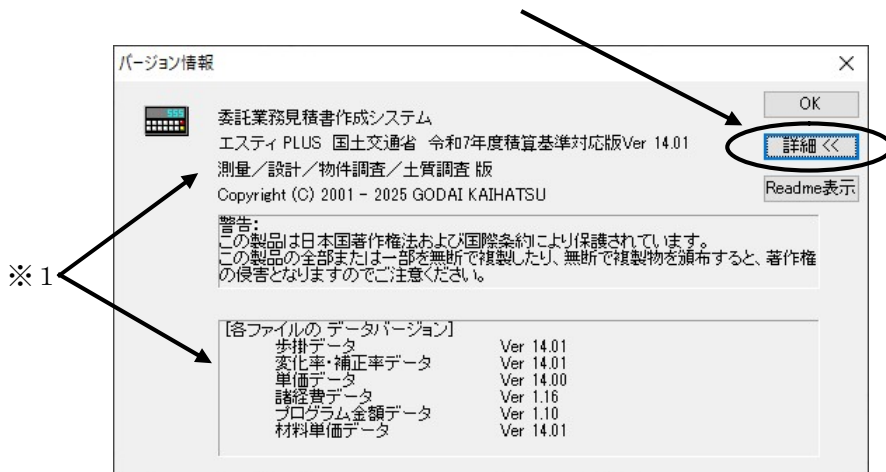 バージョン情報
委託業務見積書作成システム
エスティ PLUS 国土交通省 令和7年度積算基準対応版Ver 14.01
測量／設計／物件調査／土質調査 版
Copyright (C) 2001 - 2025 GODAI KAIHATSU
OK
詳細 <<
Readme表示
警告:
この製品は日本国著作権法および国際条約により保護されています。
この製品の全部または一部を無断で複製したり、無断で複製物を頒布すると、著作権
の侵害となりますのでご注意ください。
※1
[各ファイルの データバージョン]
歩掛データ Ver 14.01
変化率・補正率データ Ver 14.01
単価データ Ver 14.00
諸経費データ Ver 1.16
プログラム金額データ Ver 1.10
材料単価データ Ver 14.01